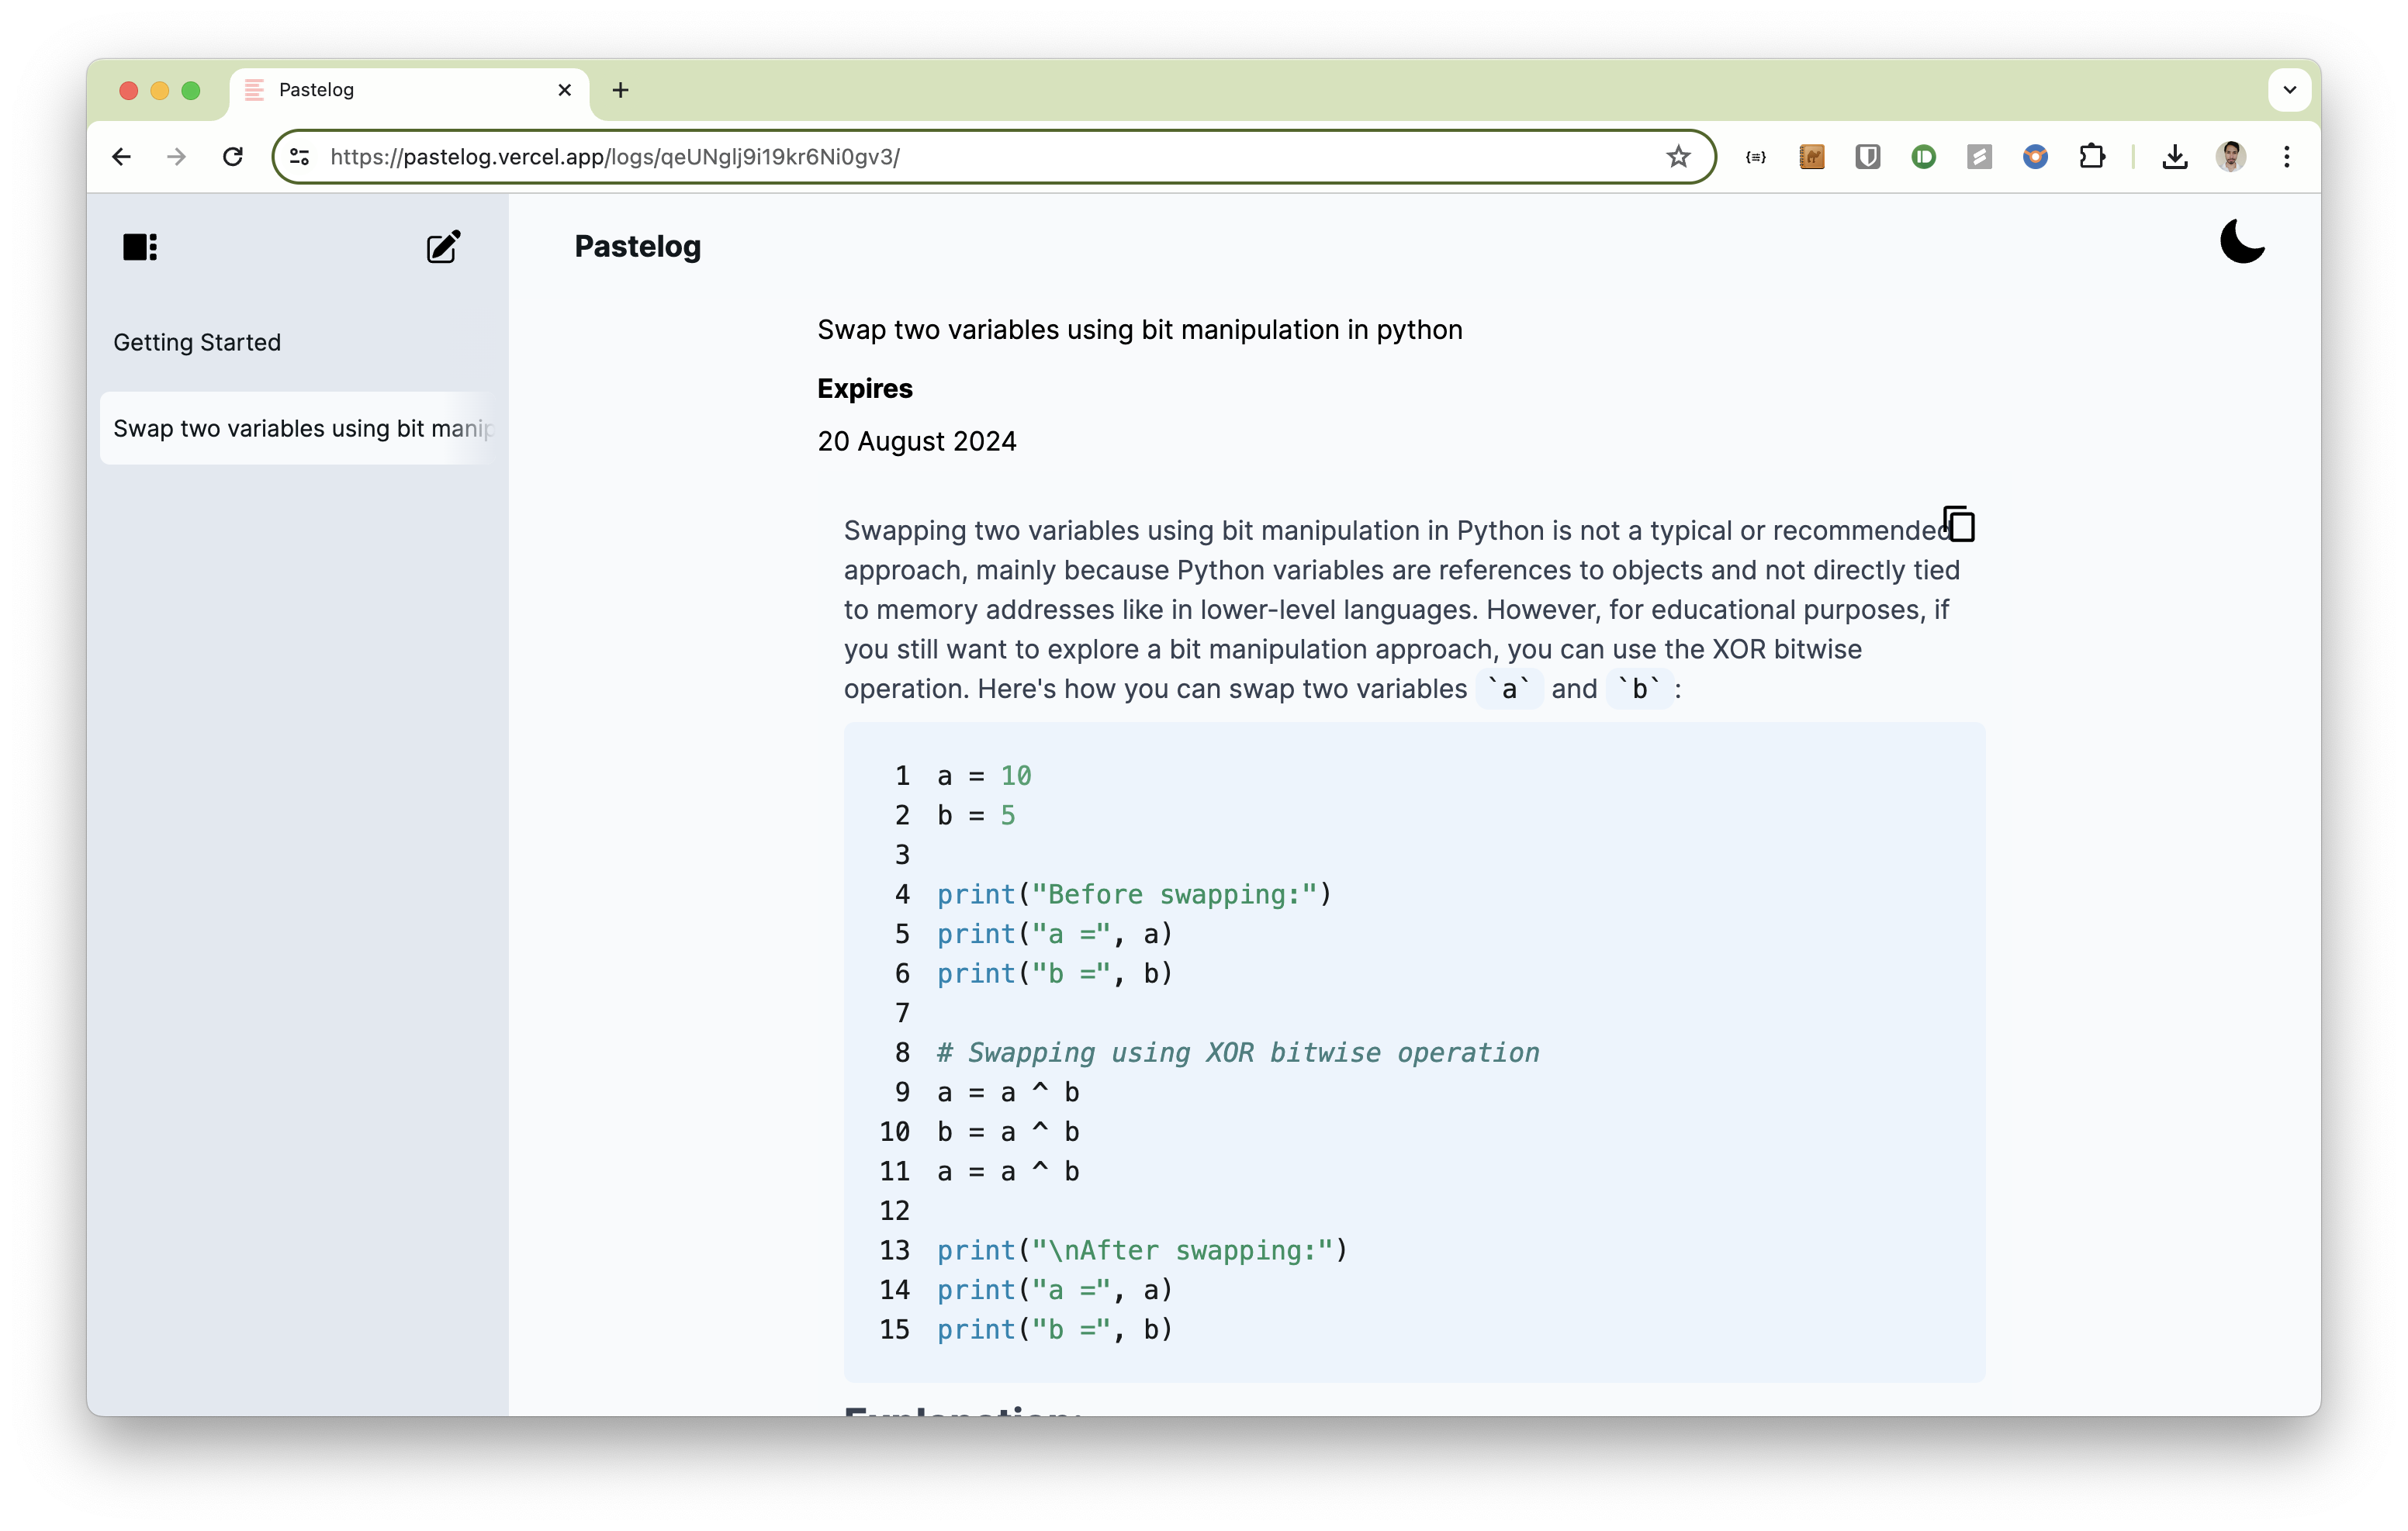 Pastelog
https://pastelog.vercel.app/logs/qeUNglj9i19kr6Ni0gv3/
Pastelog
Getting Started
Swap two variables using bit manip
Swap two variables using bit manipulation in python
Expires
20 August 2024
Swapping two variables using bit manipulation in Python is not a typical or recommended
approach, mainly because Python variables are references to objects and not directly tied
to memory addresses like in lower-level languages. However, for educational purposes, if
you still want to explore a bit manipulation approach, you can use the XOR bitwise
operation. Here's how you can swap two variables `a` and `b`:
1 a = 10
2 b = 5
3
4 print("Before swapping:")
5 print("a =", a)
6 print("b =", b)
7
8 # Swapping using XOR bitwise operation
9 a = a ^ b
10 b = a ^ b
11 a = a ^ b
12
13 print("\nAfter swapping:")
14 print("a =", a)
15 print("b =", b)
Explanation: